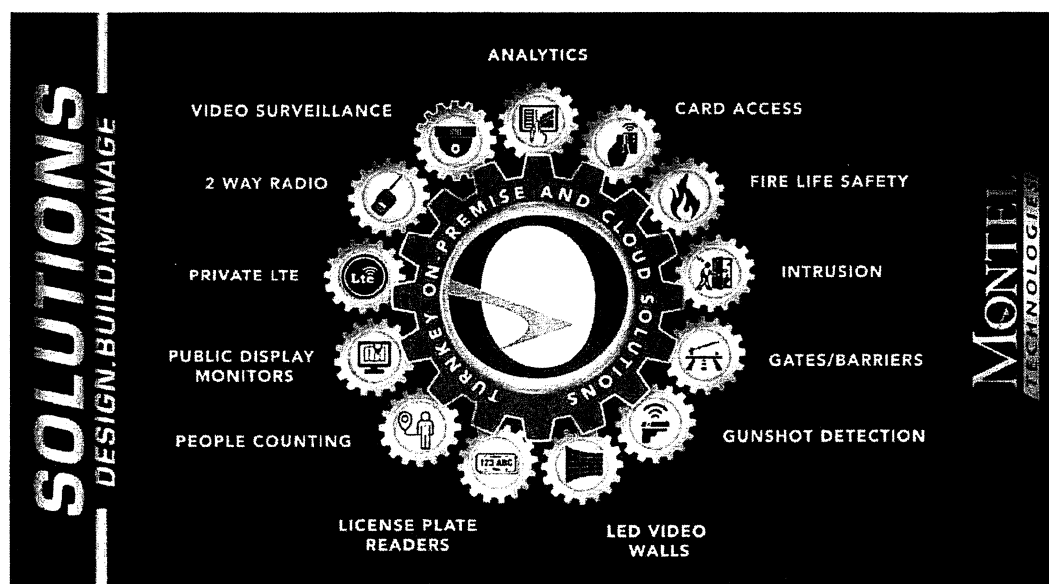 SOLUTIONS
DESIGN.BUILD.MANAGE
ANALYTICS
VIDEO SURVEILLANCE
CARD ACCESS
2 WAY RADIO
FIRE LIFE SAFETY
PRIVATE LTE
INTRUSION
PUBLIC DISPLAY
MONITORS
GATES/BARRIERS
PEOPLE COUNTING
GUNSHOT DETECTION
LICENSE PLATE
READERS
LED VIDEO
WALLS
TURNKEY ON-PREMISE AND CLOUD SOLUTIONS
Lte
123 ABC
MONTEL
TECHNOLOGIES